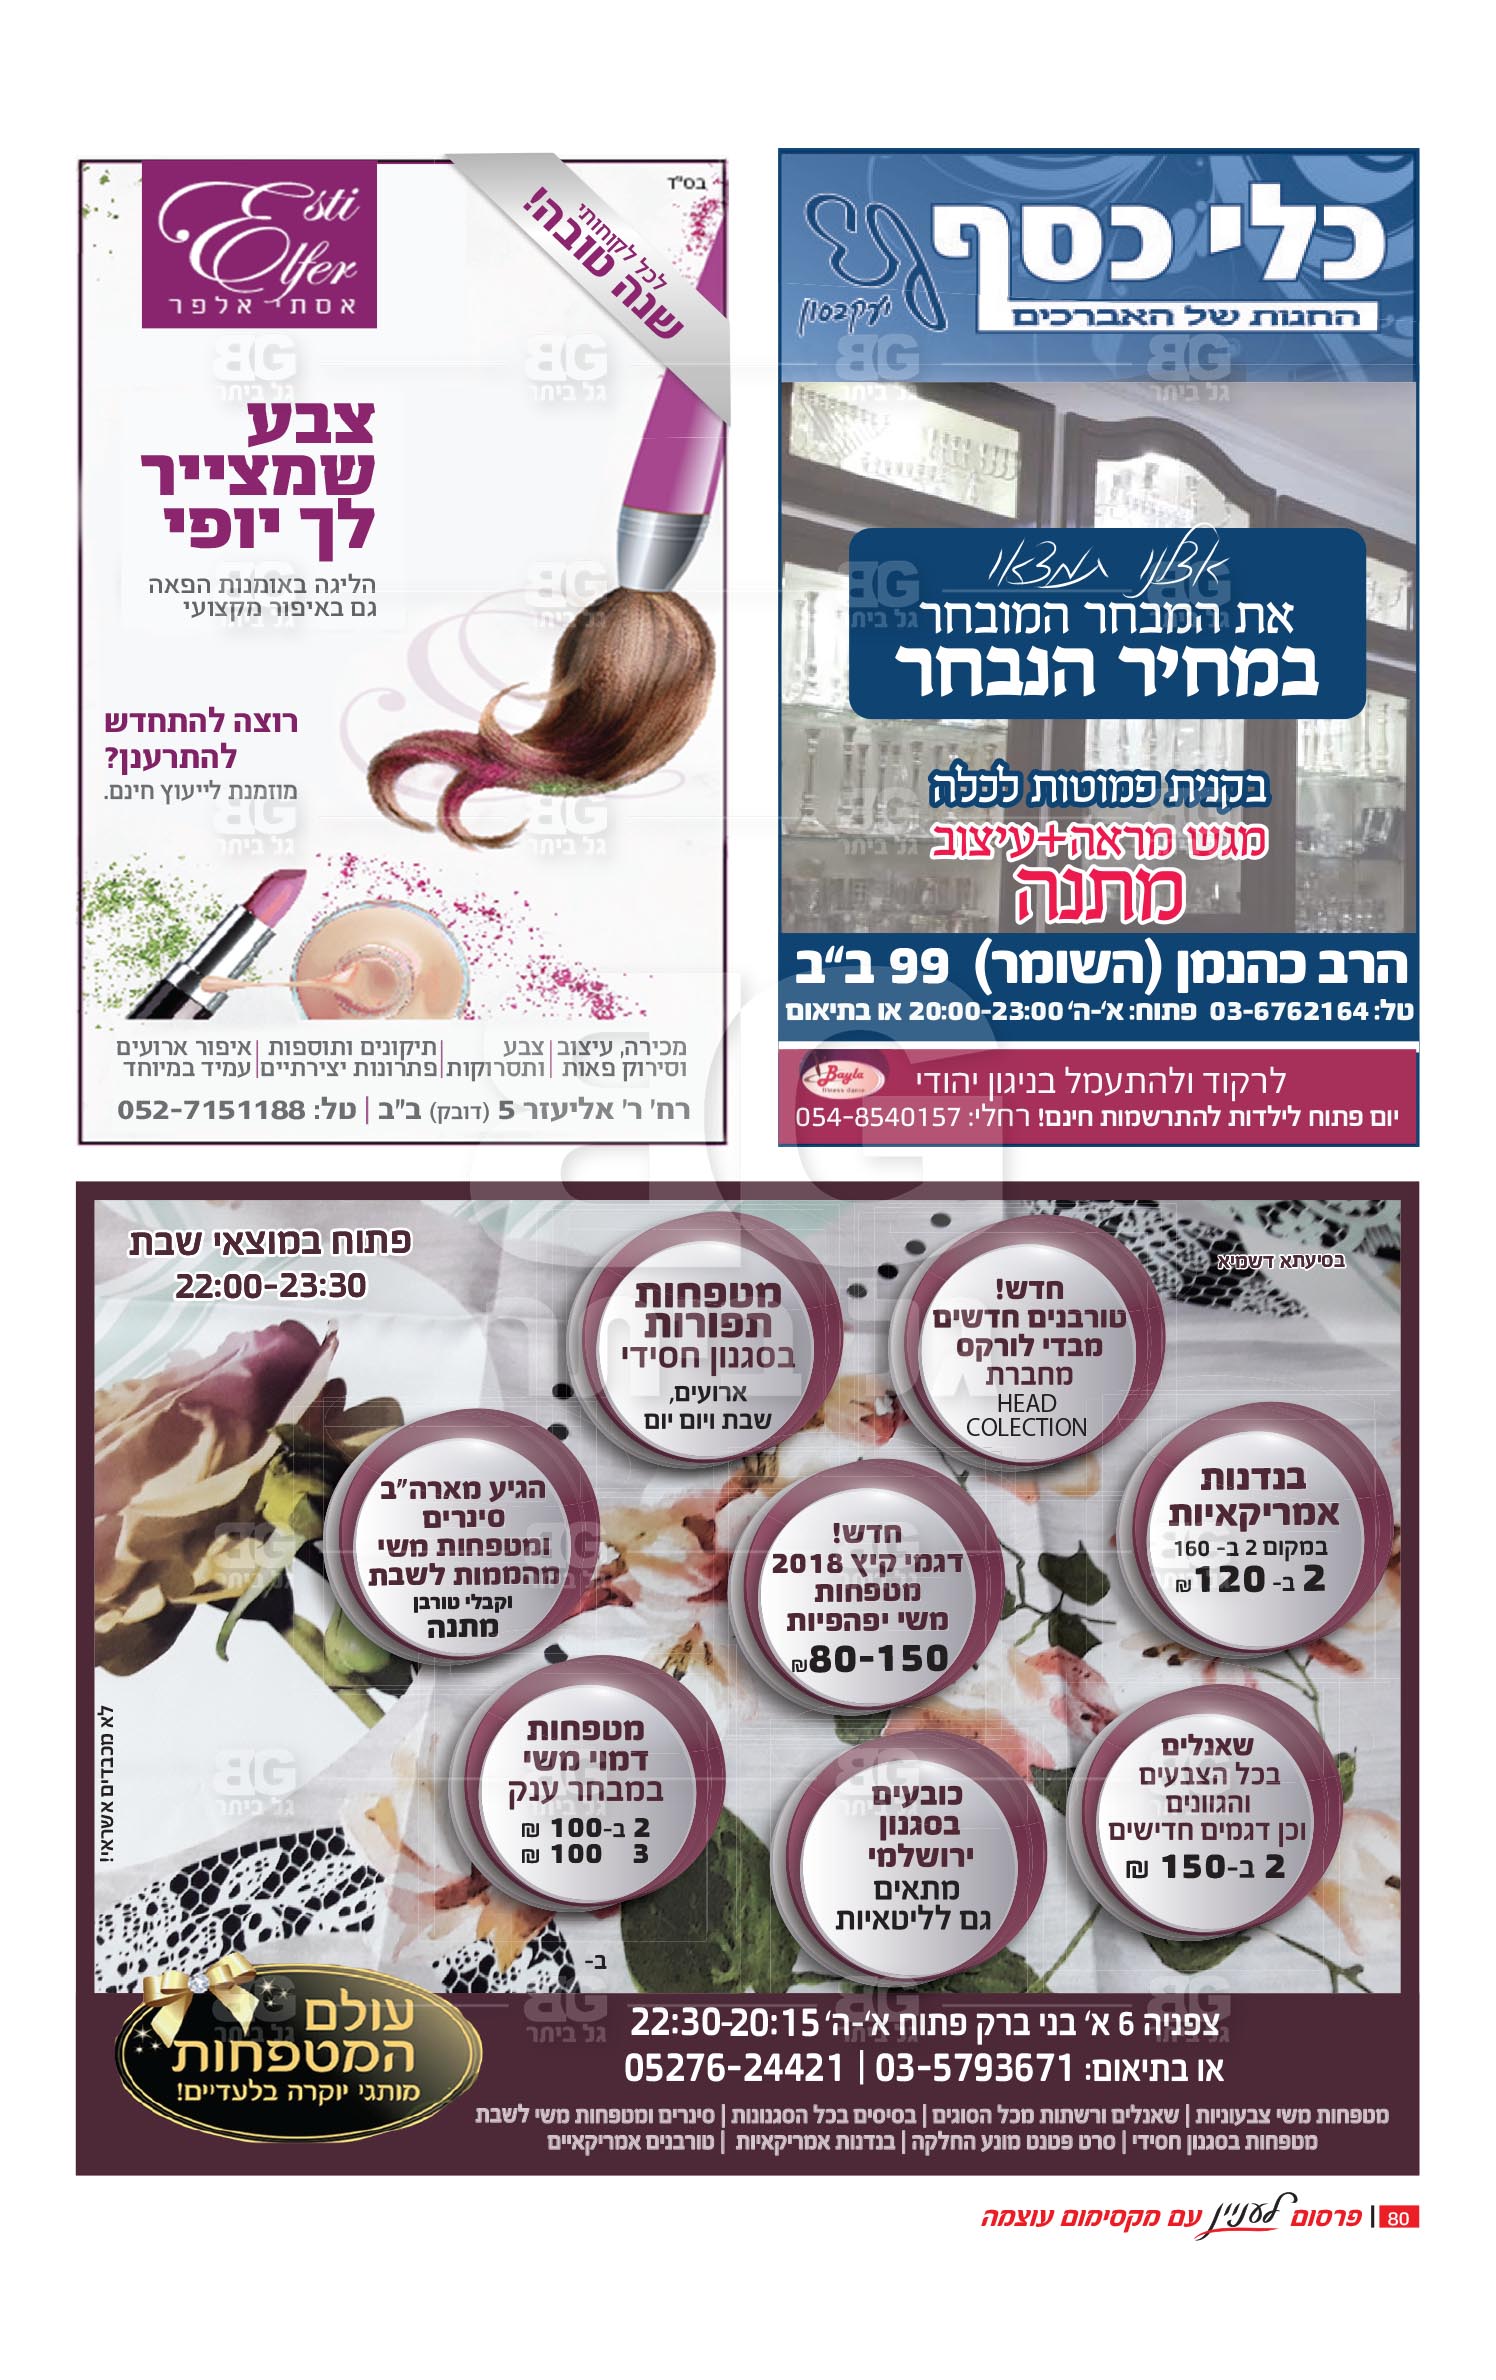 כלי כסף
החנות של האברכים
יעקבסון
אצלנו תמצאו
את המבחר המובחר
במחיר הנבחר
בקנית פמוטות לכלה
מגש מראה+עיצוב
מתנה
הרב כהנמן (השומר) 99 ב"ב
טל: 03-6762164 פתוח: א'-ה' 20:00-23:00 או בתיאום
לרקוד ולהתעמל בניגון יהודי
יום פתוח לילדות להתרשמות חינם! רחלי: 054-8540157
Bayla
fitness dance
בס"ד
לכל לקוחותי
שנה טובה!
Esti
Elfer
אסתי אלפר
צבע
שמצייר
לך יופי
הליגה באומנות הפאה
גם באיפור מקצועי
רוצה להתחדש
להתרענן?
מוזמנת לייעוץ חינם.
מכירה, עיצוב | צבע | תיקונים ותוספות | איפור ארועים
וסירוק פאות | ותסרוקות | פתרונות יצירתיים | עמיד במיוחד
רח' ר' אליעזר 5 (דובק) ב"ב | טל: 052-7151188
בסיעתא דשמיא
פתוח במוצאי שבת
22:00-23:30
חדש!
טורבנים חדשים
מבדי לורקס
מחברת
HEAD
COLECTION
מטפחות
תפורות
בסגנון חסידי
ארועים,
שבת ויום יום
בנדנות
אמריקאיות
במקום 2 ב- 160
2 ב- 120 ₪
חדש!
דגמי קיץ 2018
מטפחות
משי יפהפיות
80-150 ₪
הגיע מארה"ב
סינרים
ומטפחות משי
מהממות לשבת
וקבלי טורבן
מתנה
שאנלים
בכל הצבעים
והגוונים
וכן דגמים חדישים
2 ב-150 ₪
כובעים
בסגנון
ירושלמי
מתאים
גם לליטאיות
מטפחות
דמוי משי
במבחר ענק
2 ב-100 ₪
3 100 ₪
ב-
לא מכבדים אשראי!
עולם
המטפחות
מותגי יוקרה בלעדיים!
צפניה 6 א' בני ברק פתוח א'-ה' 22:30-20:15
או בתיאום: 03-5793671 | 05276-24421
מטפחות משי צבעוניות | שאנלים ורשתות מכל הסוגים | בסיסים בכל הסגנונות | סינרים ומטפחות משי לשבת
מטפחות בסגנון חסידי | סרט פטנט מונע החלקה | בנדנות אמריקאיות | טורבנים אמריקאיים
80 | פרסום לעניין עם מקסימום עוצמה
BG
גל ביתר